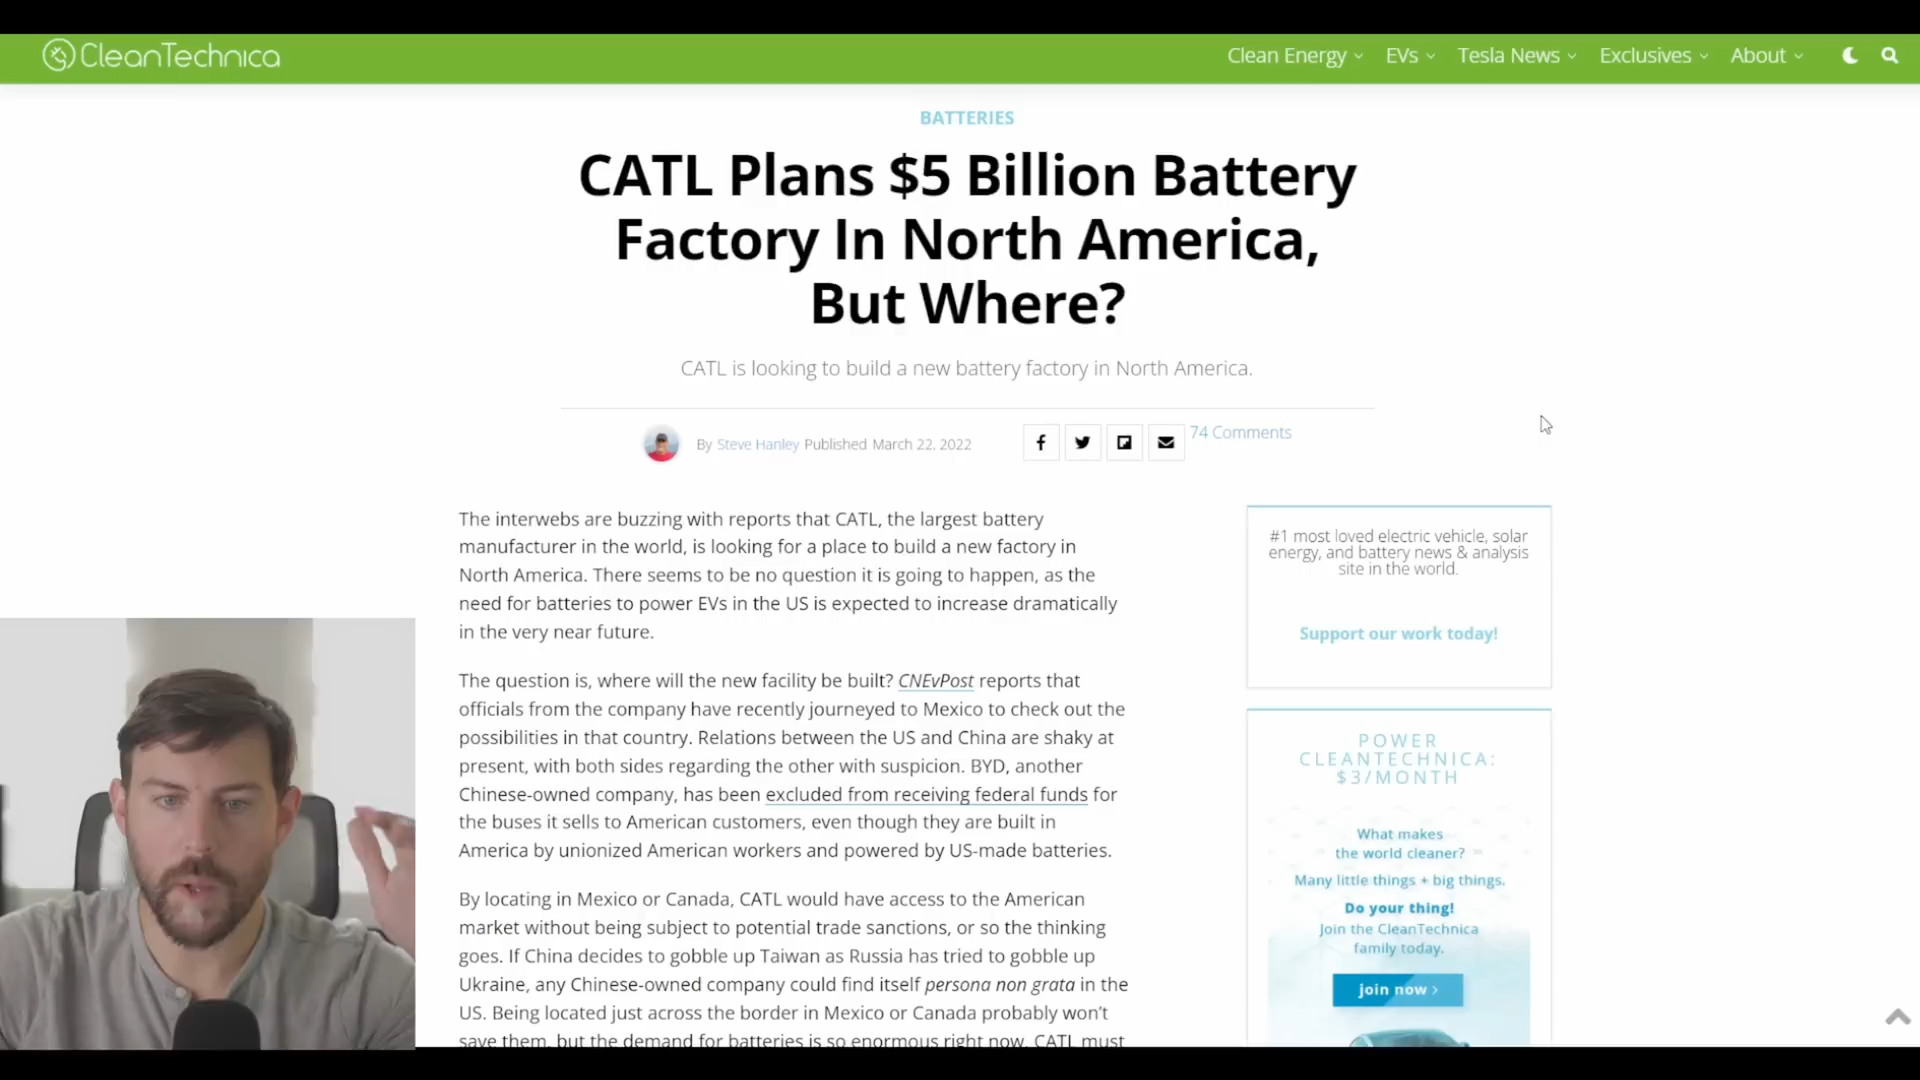 CleanTechnica
Clean Energy EVs Tesla News Exclusives About
BATTERIES
CATL Plans $5 Billion Battery
Factory In North America,
But Where?
CATL is looking to build a new battery factory in North America.
By Steve Hanley Published March 22, 2022
74 Comments
The interwebs are buzzing with reports that CATL, the largest battery
manufacturer in the world, is looking for a place to build a new factory in
North America. There seems to be no question it is going to happen, as the
need for batteries to power EVs in the US is expected to increase dramatically
in the very near future.
The question is, where will the new facility be built? CNEvPost reports that
officials from the company have recently journeyed to Mexico to check out the
possibilities in that country. Relations between the US and China are shaky at
present, with both sides regarding the other with suspicion. BYD, another
Chinese-owned company, has been excluded from receiving federal funds for
the buses it sells to American customers, even though they are built in
America by unionized American workers and powered by US-made batteries.
By locating in Mexico or Canada, CATL would have access to the American
market without being subject to potential trade sanctions, or so the thinking
goes. If China decides to gobble up Taiwan as Russia has tried to gobble up
Ukraine, any Chinese-owned company could find itself persona non grata in the
US. Being located just across the border in Mexico or Canada probably won't
save them, but the demand for batteries is so enormous right now, CATL must
#1 most loved electric vehicle, solar
energy, and battery news & analysis
site in the world.
Support our work today!
POWER
CLEANTECHNICA:
$3/MONTH
What makes
the world cleaner?
Many little things + big things.
Do your thing!
Join the CleanTechnica
family today.
join now >